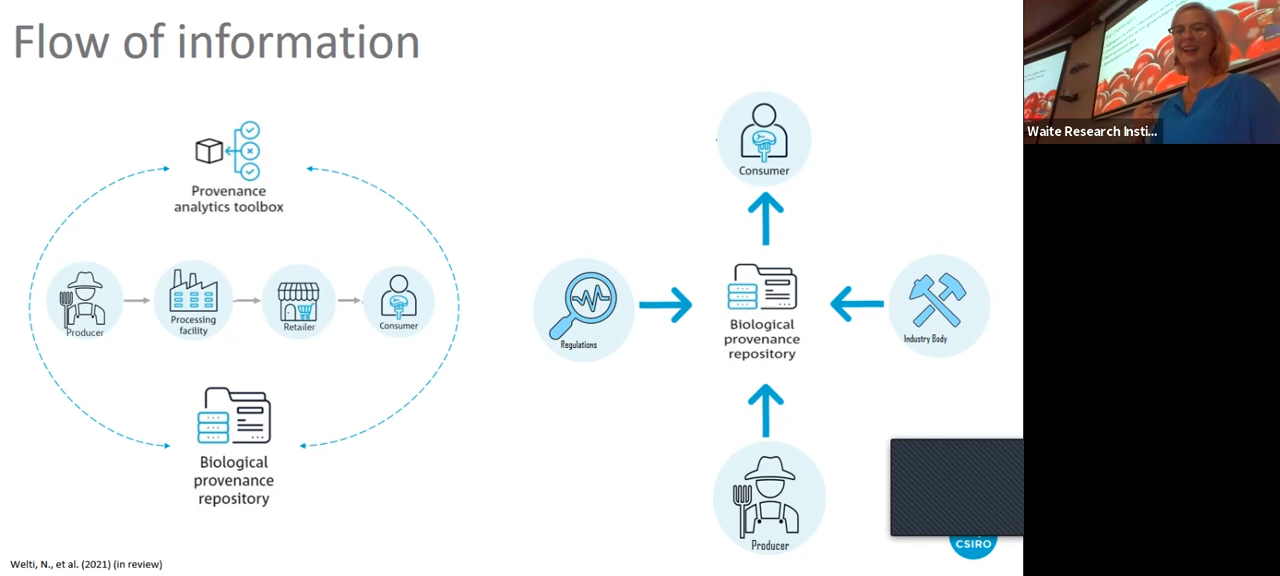 Flow of information
Provenance
analytics toolbox
Producer
Processing
facility
Retailer
Consumer
Biological
provenance
repository
Welti, N., et al. (2021) (in review)
Consumer
Regulations
Biological
provenance
repository
Industry Body
Producer
CSIRO
Waite Research Insti...